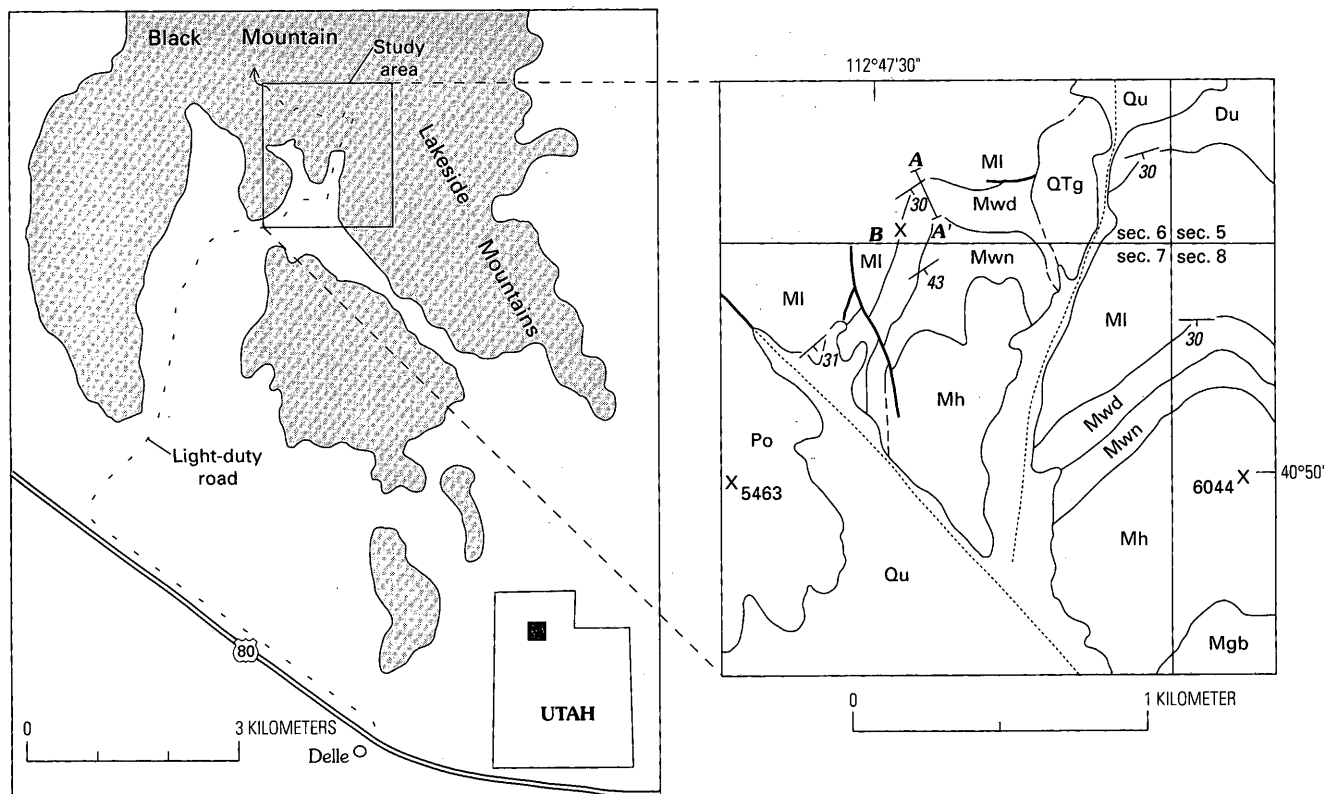 Black Mountain
Study
area
Lakeside
Mountains
Light-duty
road
80
0
3 KILOMETERS
Delle
UTAH
112°47'30"
Qu
Du
A
Ml
30
QTg
30
Mwd
B
X
A'
sec. 6
sec. 5
Ml
Mwn
sec. 7
sec. 8
43
Ml
Ml
31
30
Mh
Mwd
Mwn
Po
X 5463
6044 X
40°50'
Mh
Qu
Mgb
0
1 KILOMETER